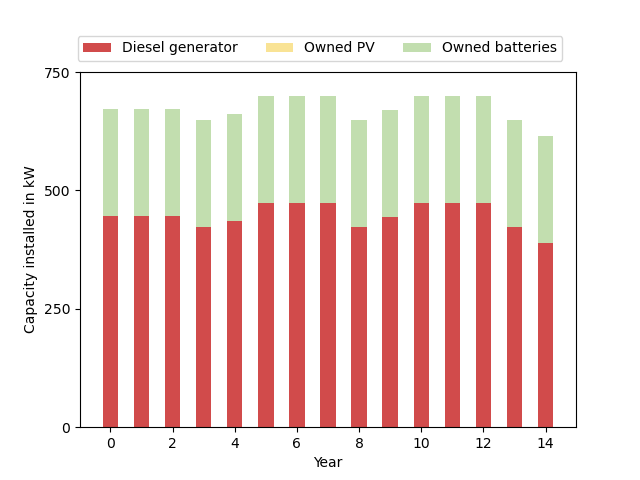 Diesel generator Owned PV Owned batteries
750
500
250
0
Capacity installed in kW
0 2 4 6 8 10 12 14
Year